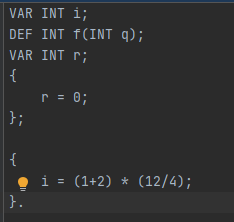 VAR INT i;
DEF INT f(INT q);
VAR INT r;
{
    r = 0;
};

{
    i = (1+2) * (12/4);
}.